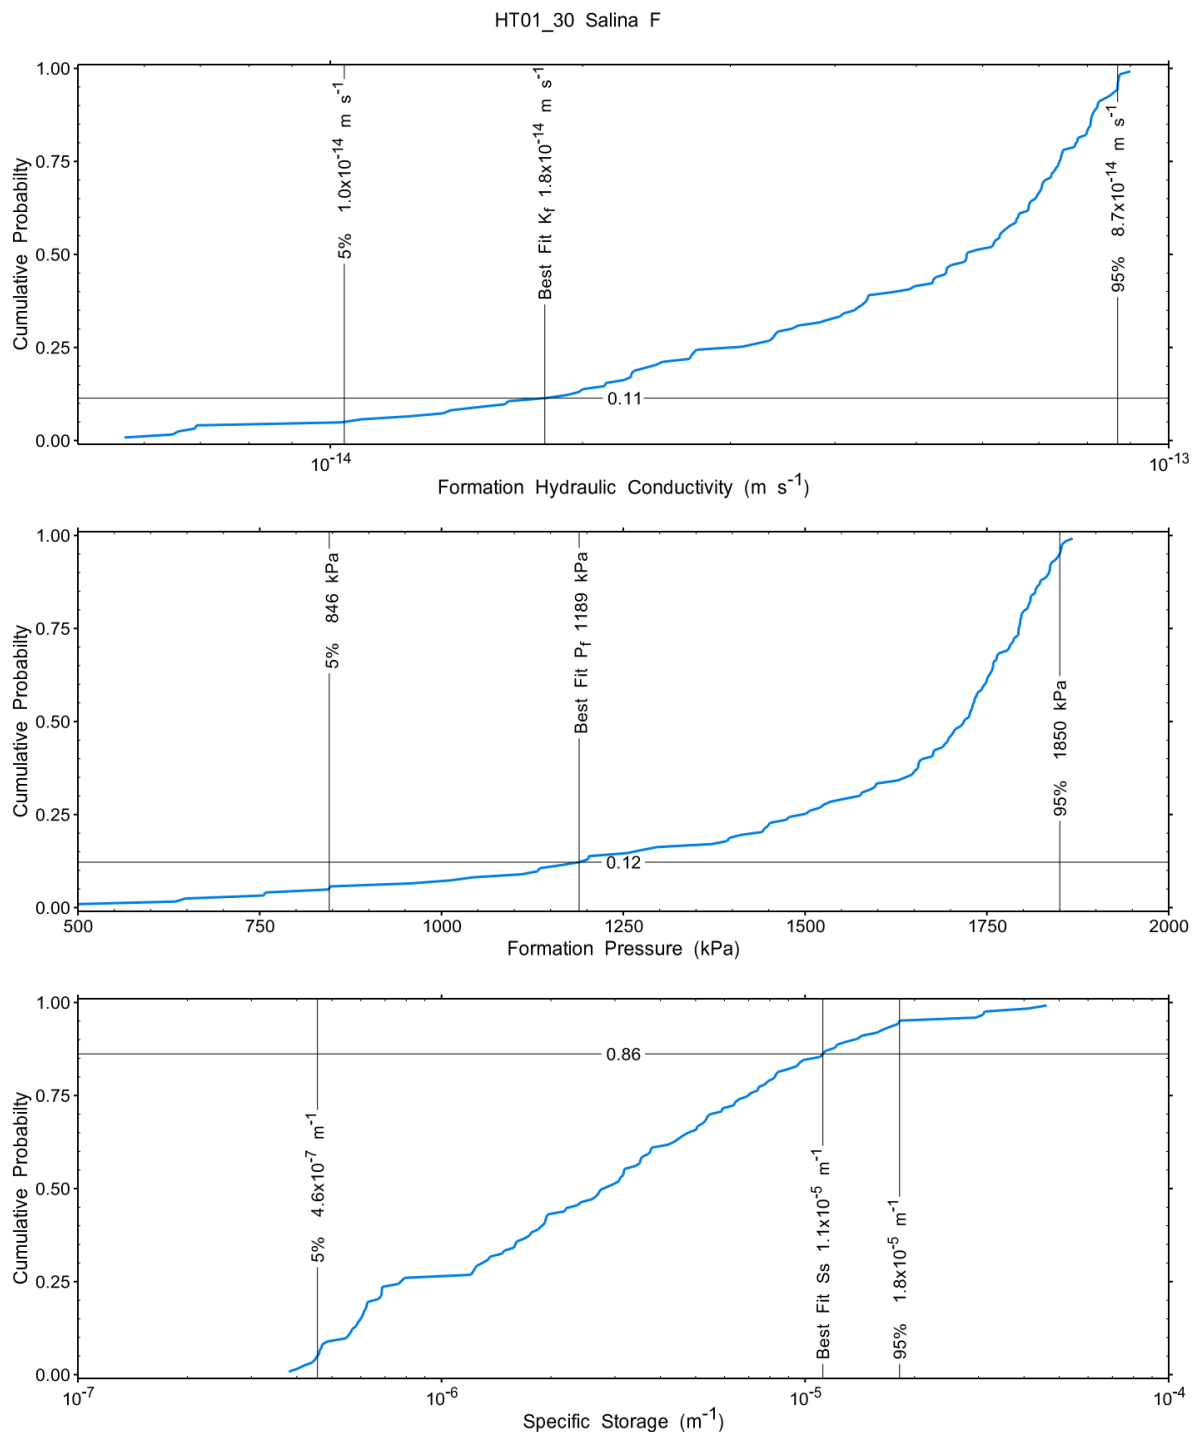 HT01_30 Salina F
Cumulative Probabilty
1.00
0.75
0.50
0.25
0.00
5% 1.0x10^-14 m s^-1
Best Fit K_f 1.8x10^-14 m s^-1
95% 8.7x10^-14 m s^-1
0.11
10^-14
10^-13
Formation Hydraulic Conductivity (m s^-1)
Cumulative Probabilty
1.00
0.75
0.50
0.25
0.00
5% 846 kPa
Best Fit P_f 1189 kPa
95% 1850 kPa
0.12
500 750 1000 1250 1500 1750 2000
Formation Pressure (kPa)
Cumulative Probabilty
1.00
0.75
0.50
0.25
0.00
0.86
5% 4.6x10^-7 m^-1
Best Fit Ss 1.1x10^-5 m^-1
95% 1.8x10^-5 m^-1
10^-7 10^-6 10^-5 10^-4
Specific Storage (m^-1)